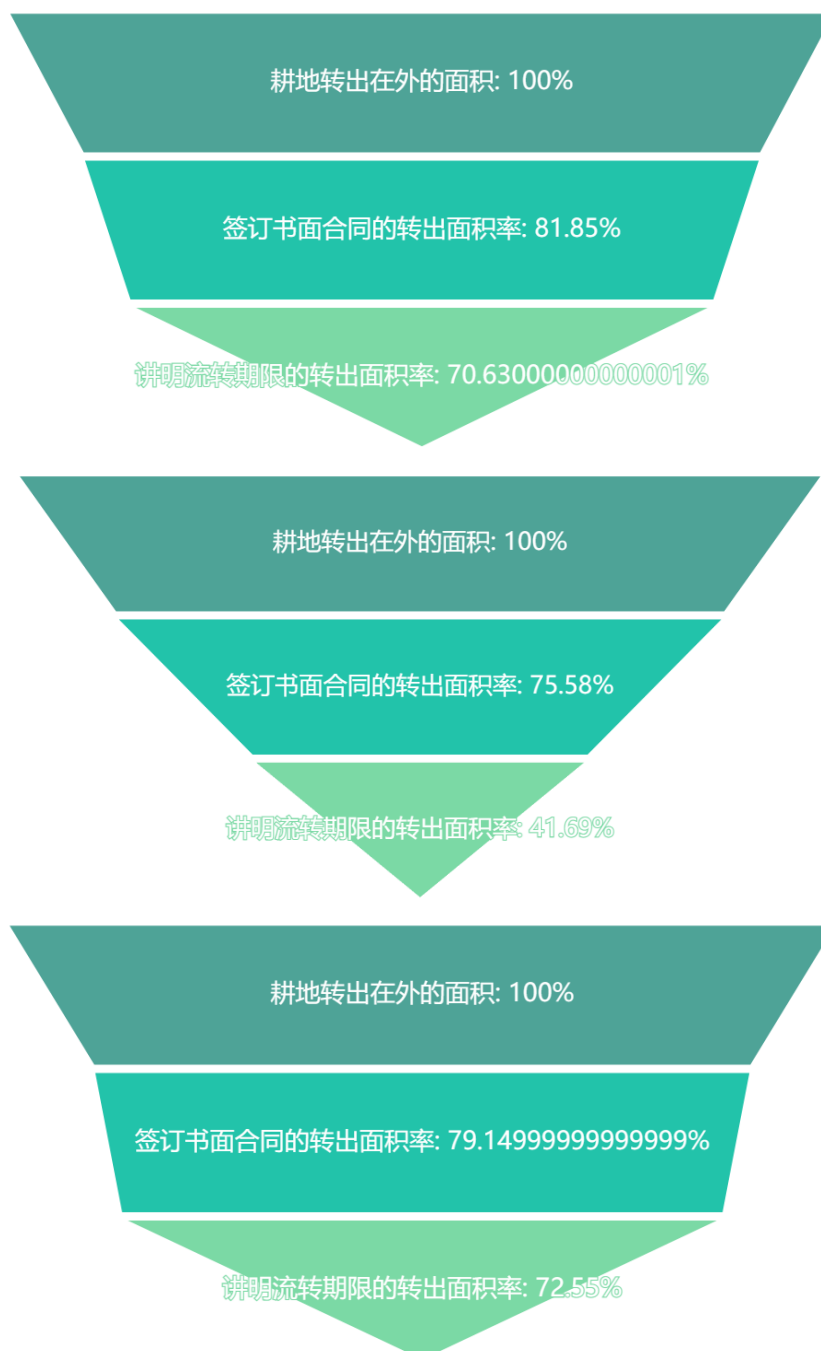 耕地转出在外的面积: 100%
签订书面合同的转出面积率: 81.85%
讲明流转期限的转出面积率: 70.63000000000001%
耕地转出在外的面积: 100%
签订书面合同的转出面积率: 75.58%
讲明流转期限的转出面积率: 41.69%
耕地转出在外的面积: 100%
签订书面合同的转出面积率: 79.149999999999999%
讲明流转期限的转出面积率: 72.55%